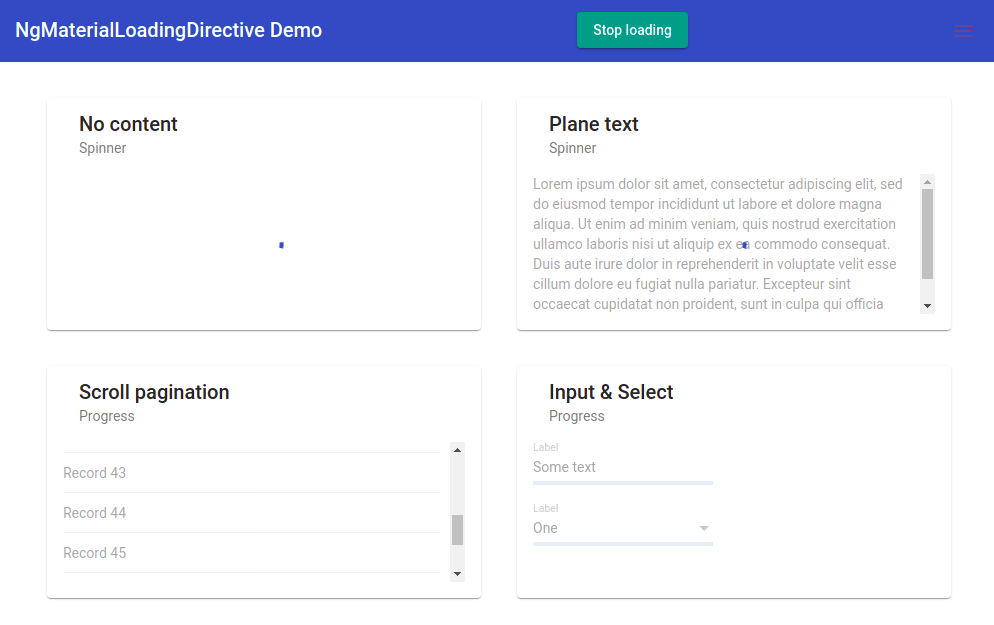 NgMaterialLoadingDirective Demo
Stop loading
No content
Spinner
Plane text
Spinner
Lorem ipsum dolor sit amet, consectetur adipiscing elit, sed
do eiusmod tempor incididunt ut labore et dolore magna
aliqua. Ut enim ad minim veniam, quis nostrud exercitation
ullamco laboris nisi ut aliquip ex ea commodo consequat.
Duis aute irure dolor in reprehenderit in voluptate velit esse
cillum dolore eu fugiat nulla pariatur. Excepteur sint
occaecat cupidatat non proident, sunt in culpa qui officia
Scroll pagination
Progress
Record 43
Record 44
Record 45
Input & Select
Progress
Label
Some text
Label
One